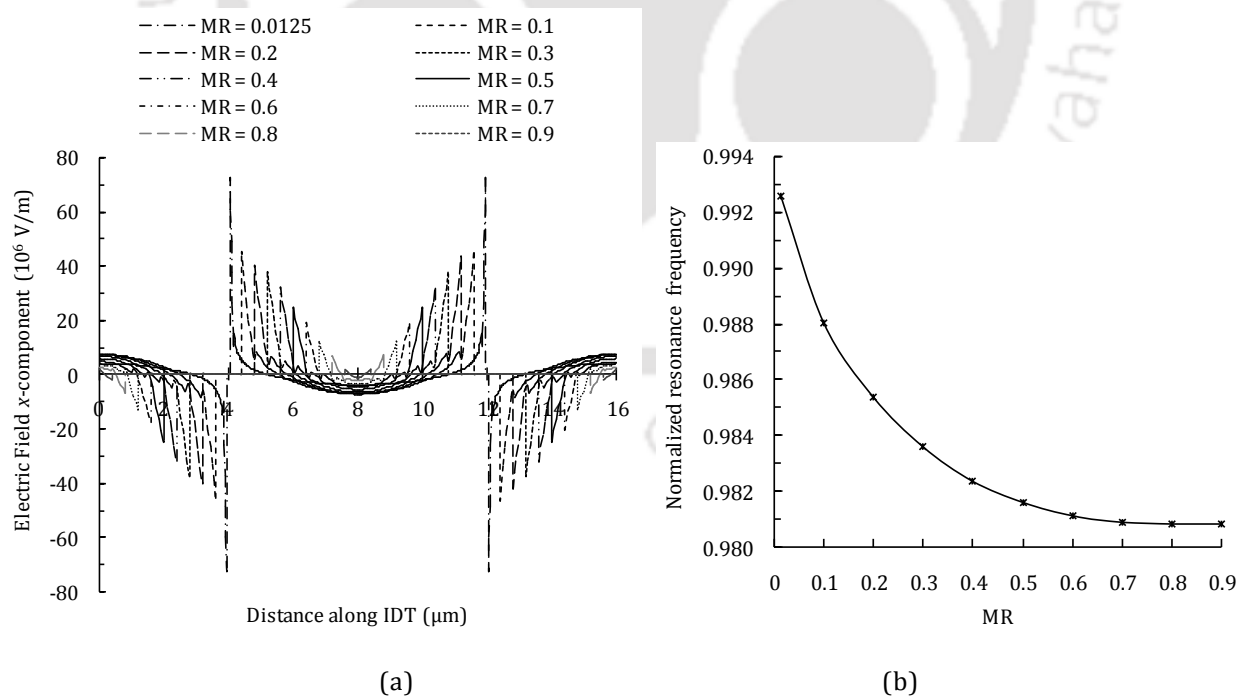 MR = 0.0125 MR = 0.1
MR = 0.2 MR = 0.3
MR = 0.4 MR = 0.5
MR = 0.6 MR = 0.7
MR = 0.8 MR = 0.9
Electric Field x-component (10⁶ V/m)
80
60
40
20
0
-20
-40
-60
-80
0 2 4 6 8 10 12 14 16
Distance along IDT (μm)
(a)
Normalized resonance frequency
0.994
0.992
0.990
0.988
0.986
0.984
0.982
0.980
0 0.1 0.2 0.3 0.4 0.5 0.6 0.7 0.8 0.9
MR
(b)